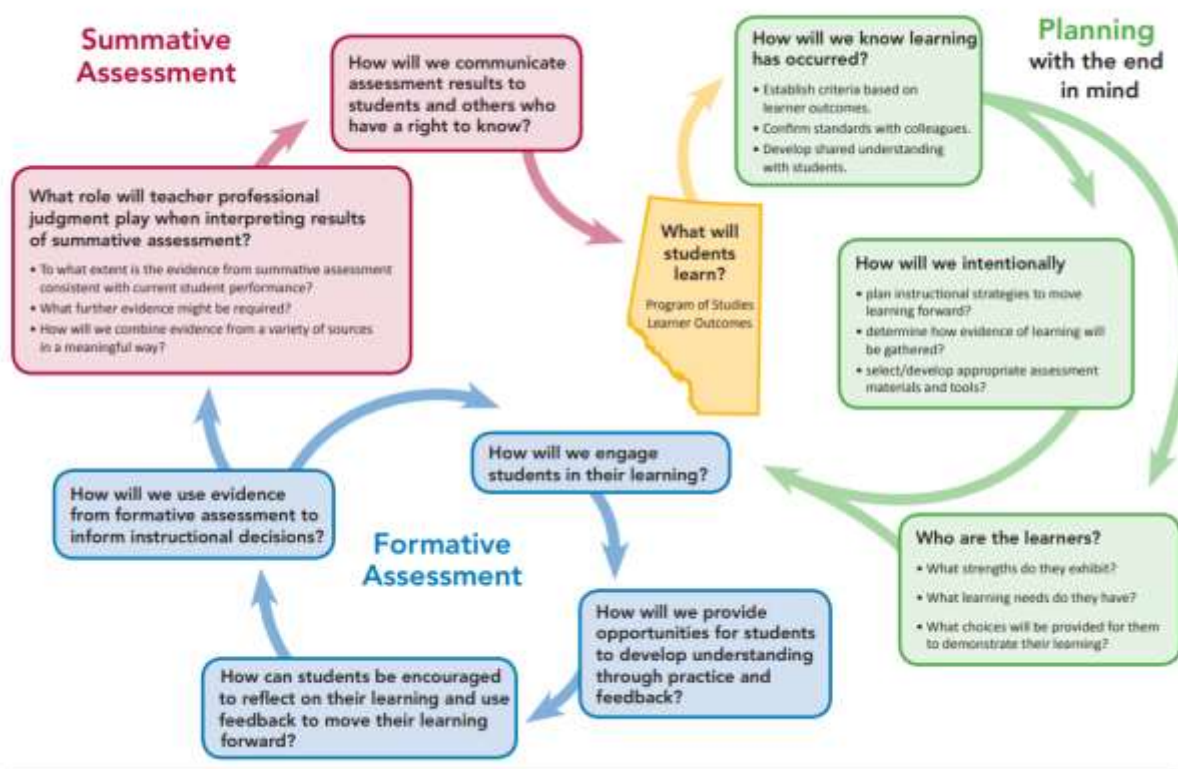 Summative
Assessment
How will we communicate
assessment results to
students and others who
have a right to know?
What role will teacher professional
judgment play when interpreting results
of summative assessment?
• To what extent is the evidence from summative assessment
consistent with current student performance?
• What further evidence might be required?
• How will we combine evidence from a variety of sources
in a meaningful way?
What will
students
learn?
Program of Studies
Learner Outcomes
How will we know learning
has occurred?
• Establish criteria based on
learner outcomes.
• Confirm standards with colleagues.
• Develop shared understanding
with students.
Planning
with the end
in mind
How will we intentionally
• plan instructional strategies to move
learning forward?
• determine how evidence of learning will
be gathered?
• select/develop appropriate assessment
materials and tools?
Who are the learners?
• What strengths do they exhibit?
• What learning needs do they have?
• What choices will be provided for them
to demonstrate their learning?
How will we engage
students in their learning?
Formative
Assessment
How will we provide
opportunities for students
to develop understanding
through practice and
feedback?
How can students be encouraged
to reflect on their learning and use
feedback to move their learning
forward?
How will we use evidence
from formative assessment to
inform instructional decisions?